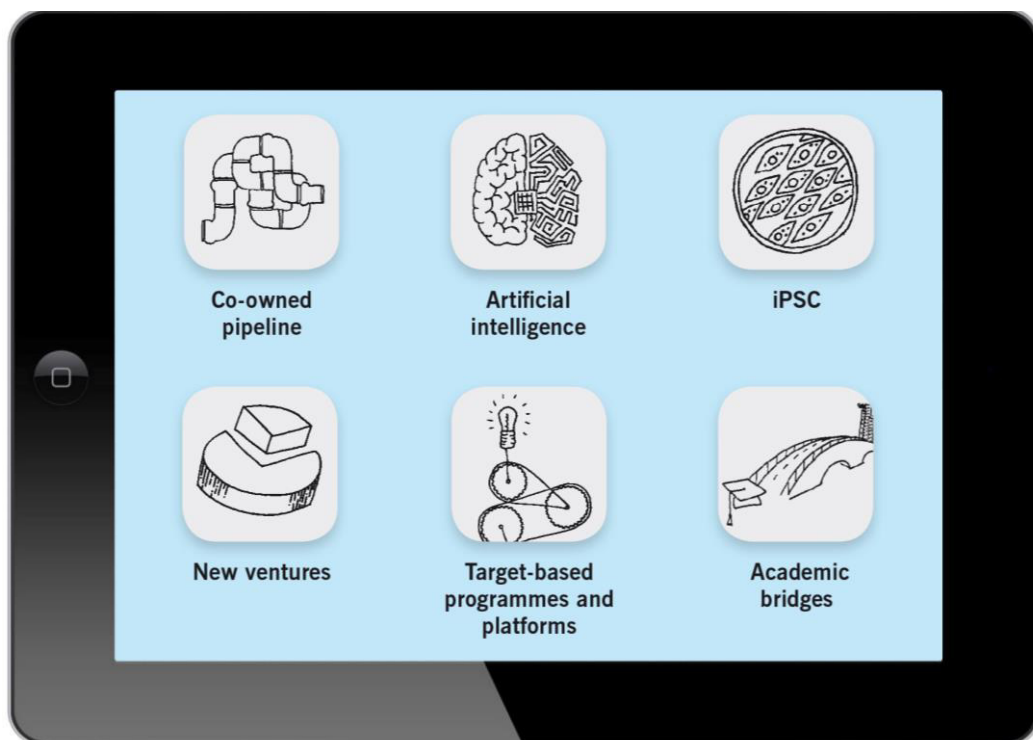 Co-owned
pipeline
Artificial
intelligence
iPSC
New ventures
Target-based
programmes and
platforms
Academic
bridges